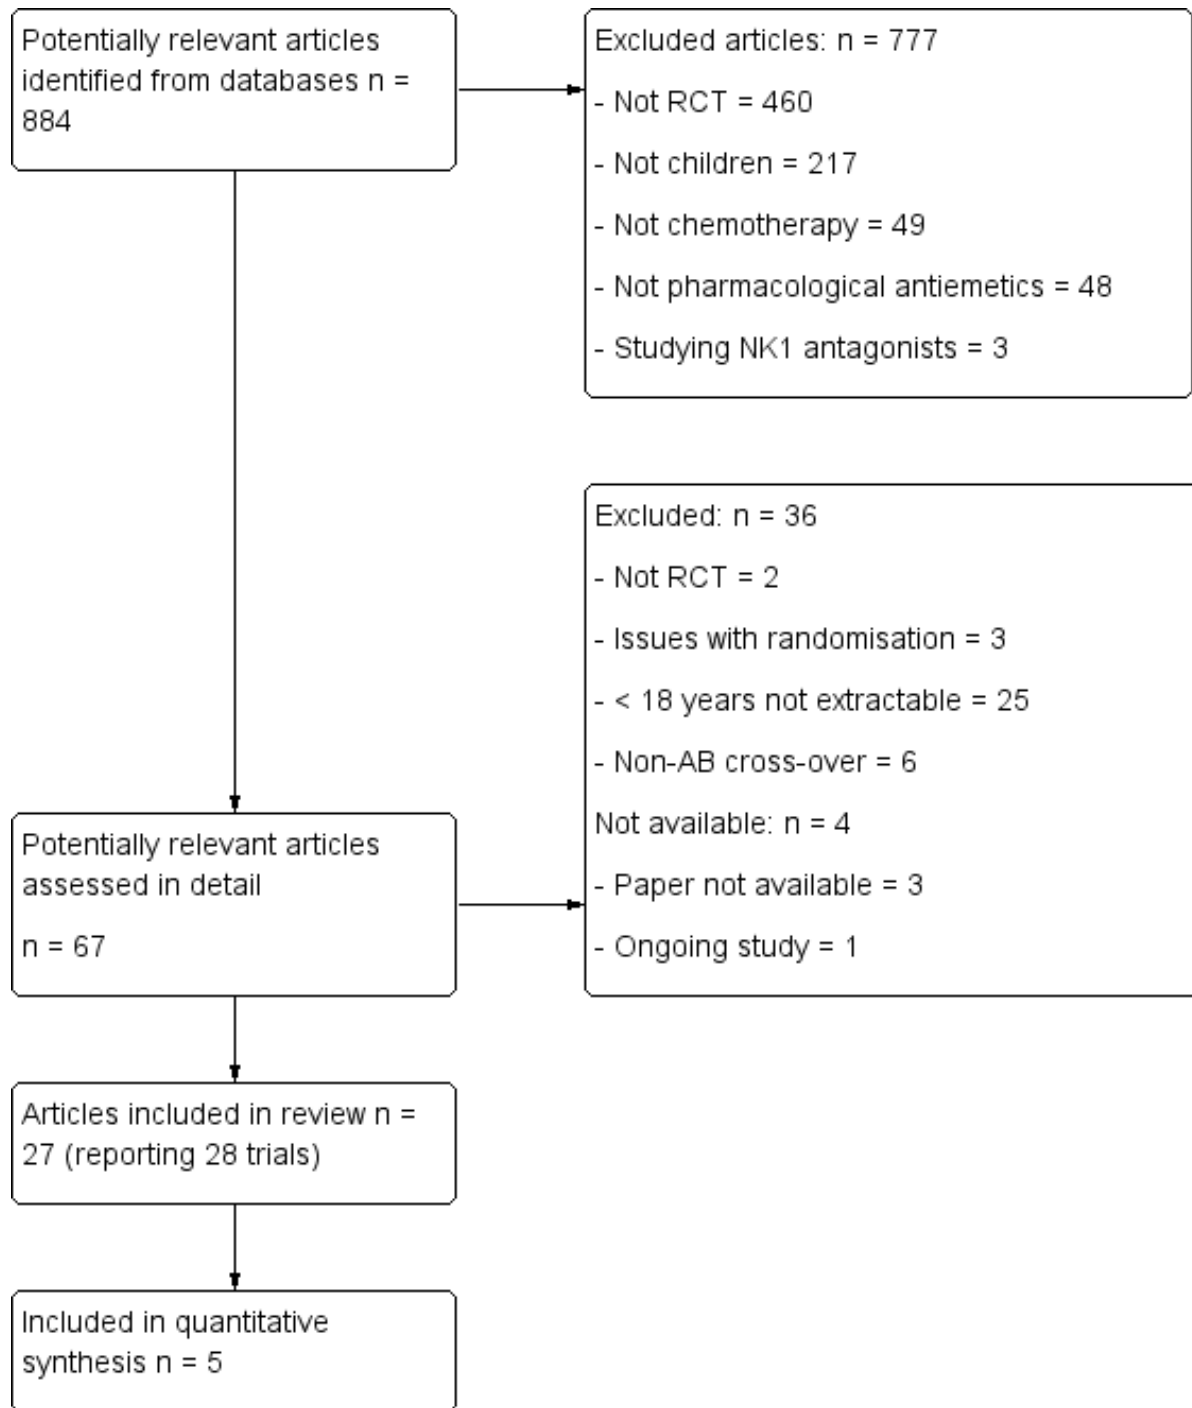 Potentially relevant articles
identified from databases n =
884
Excluded articles: n = 777
- Not RCT = 460
- Not children = 217
- Not chemotherapy = 49
- Not pharmacological antiemetics = 48
- Studying NK1 antagonists = 3
Excluded: n = 36
- Not RCT = 2
- Issues with randomisation = 3
- < 18 years not extractable = 25
- Non-AB cross-over = 6
Not available: n = 4
- Paper not available = 3
- Ongoing study = 1
Potentially relevant articles
assessed in detail
n = 67
Articles included in review n =
27 (reporting 28 trials)
Included in quantitative
synthesis n = 5